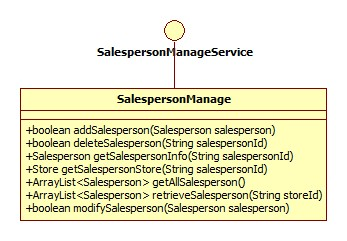 SalespersonManageService
SalespersonManage
+boolean addSalesperson(Salesperson salesperson)
+boolean deleteSalesperson(String salespersonId)
+Salesperson getSalespersonInfo(String salespersonId)
+Store getSalespersonStore(String salespersonId)
+ArrayList<Salesperson> getAllSalesperson()
+ArrayList<Salesperson> retrieveSalesperson(String storeId)
+boolean modifySalesperson(Salesperson salesperson)